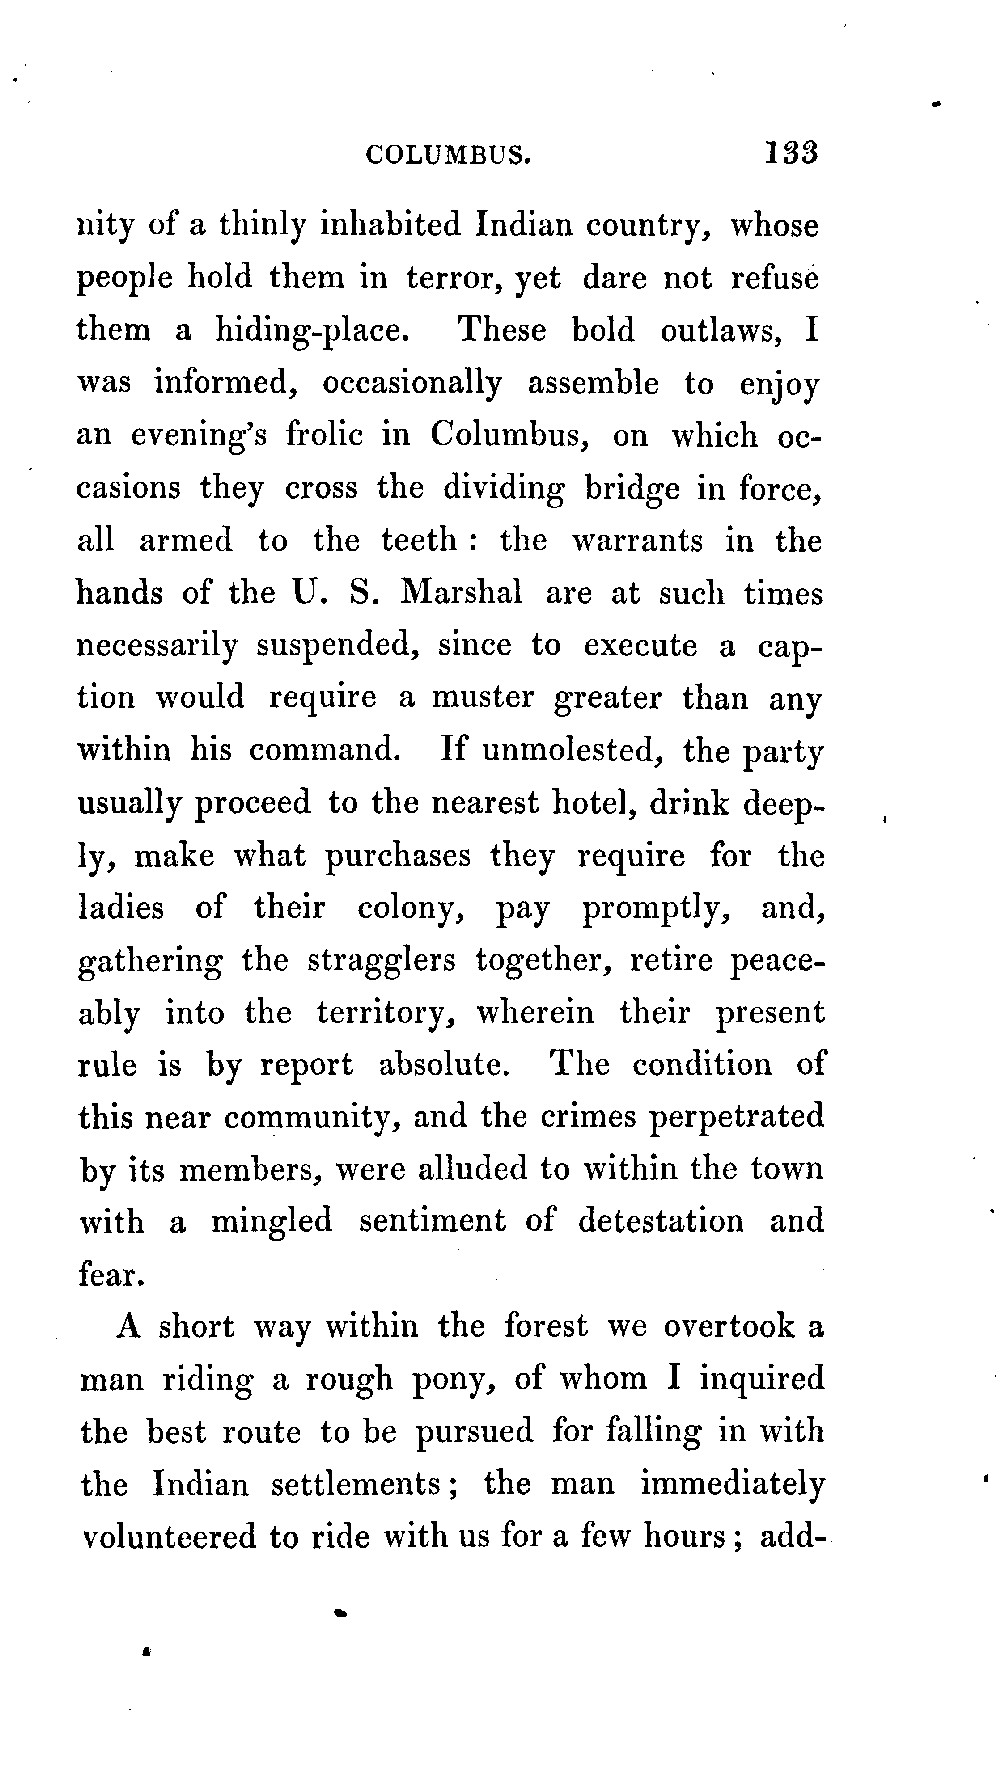 COLUMBUS. 133
nity of a thinly inhabited Indian country, whose
people hold them in terror, yet dare not refuse
them a hiding-place. These bold outlaws, I
was informed, occasionally assemble to enjoy
an evening's frolic in Columbus, on which oc-
casions they cross the dividing bridge in force,
all armed to the teeth : the warrants in the
hands of the U. S. Marshal are at such times
necessarily suspended, since to execute a cap-
tion would require a muster greater than any
within his command. If unmolested, the party
usually proceed to the nearest hotel, drink deep-
ly, make what purchases they require for the
ladies of their colony, pay promptly, and,
gathering the stragglers together, retire peace-
ably into the territory, wherein their present
rule is by report absolute. The condition of
this near community, and the crimes perpetrated
by its members, were alluded to within the town
with a mingled sentiment of detestation and
fear.
A short way within the forest we overtook a
man riding a rough pony, of whom I inquired
the best route to be pursued for falling in with
the Indian settlements ; the man immediately
volunteered to ride with us for a few hours ; add-